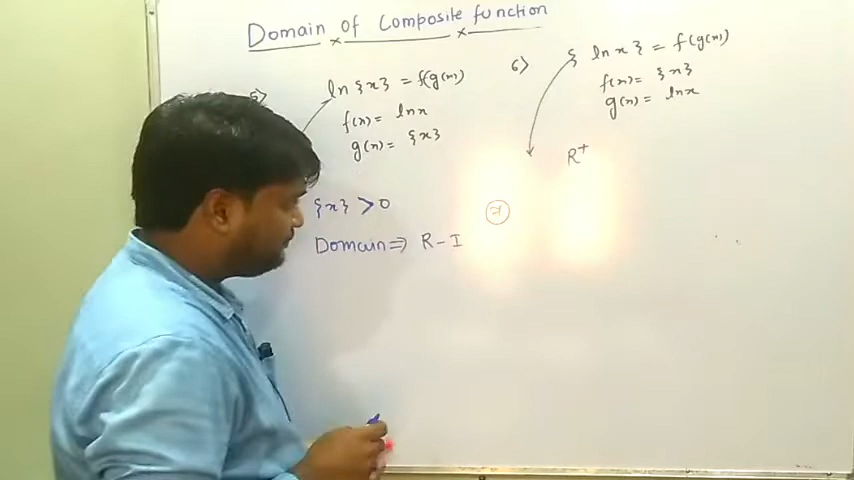 Domain of Composite function
5) ln {x} = f(g(x))
f(x) = ln x
g(x) = {x}
{x} > 0
Domain ⇒ R - I
6) { ln x } = f(g(x))
f(x) = {x}
g(x) = ln x
R⁺